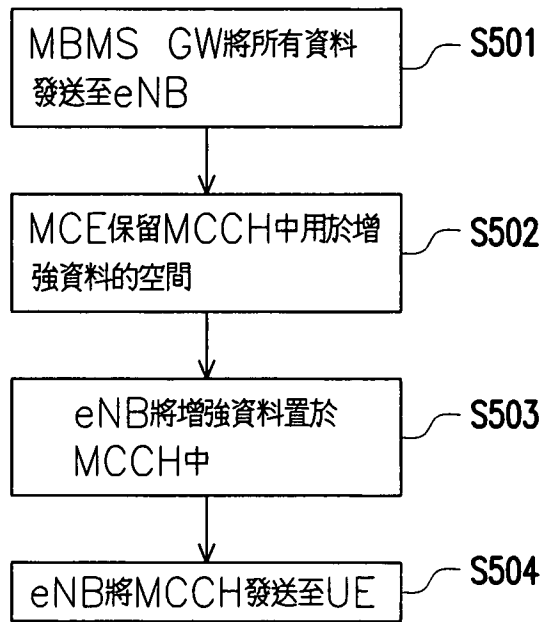 MBMS GW將所有資料
發送至eNB
S501
MCE保留MCCH中用於增
強資料的空間
S502
eNB將增強資料置於
MCCH中
S503
eNB將MCCH發送至UE
S504